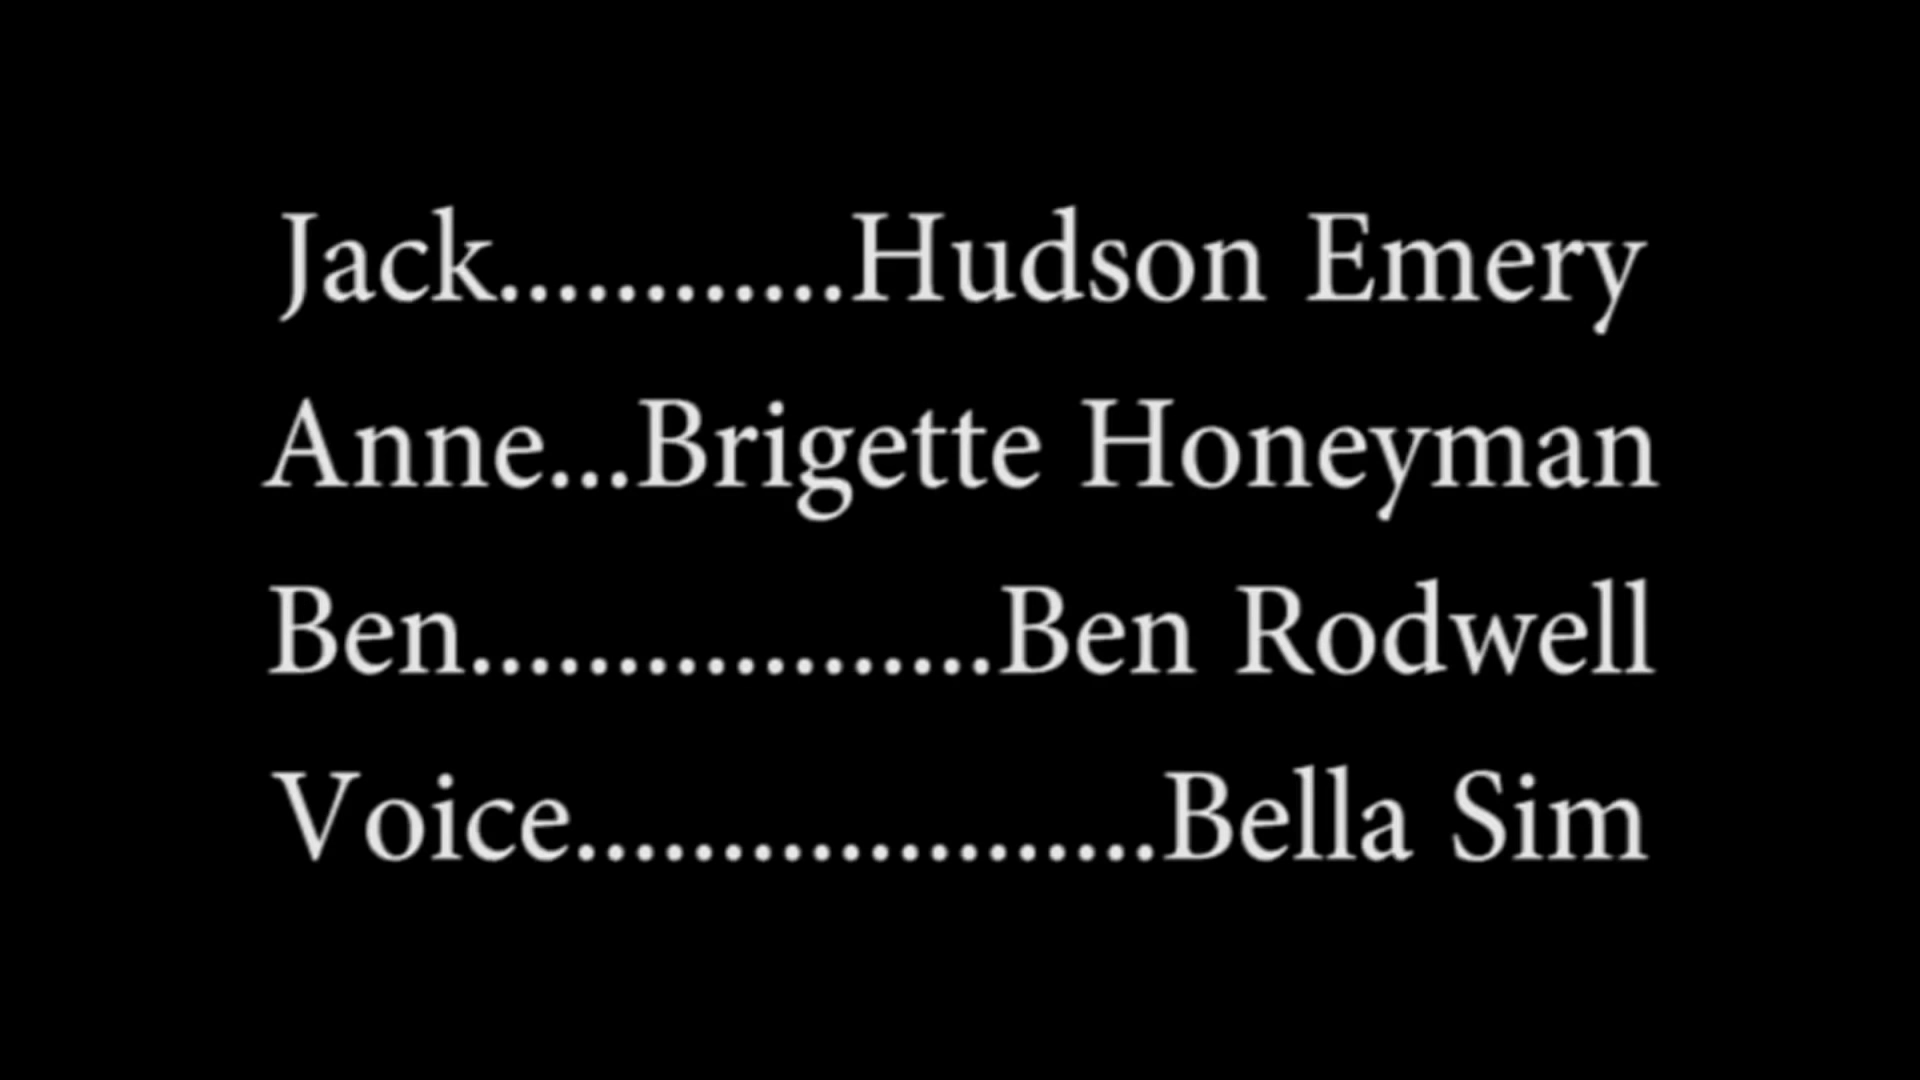 Jack............Hudson Emery
Anne...Brigette Honeyman
Ben..................Ben Rodwell
Voice....................Bella Sim